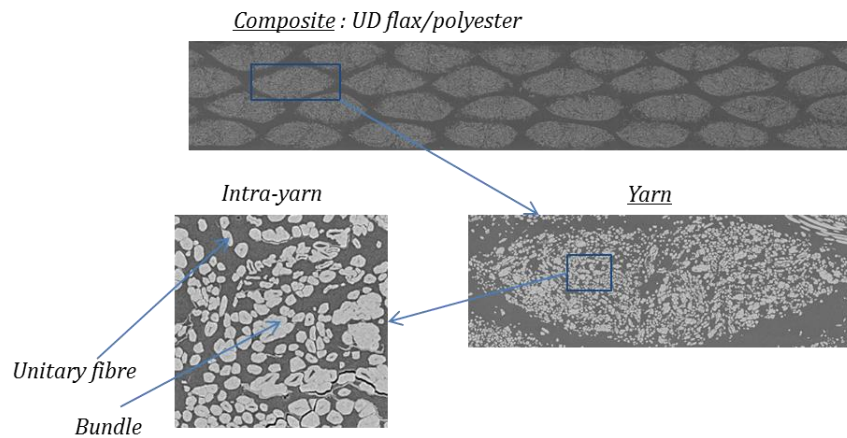 Composite : UD flax/polyester
Intra-yarn
Yarn
Unitary fibre
Bundle